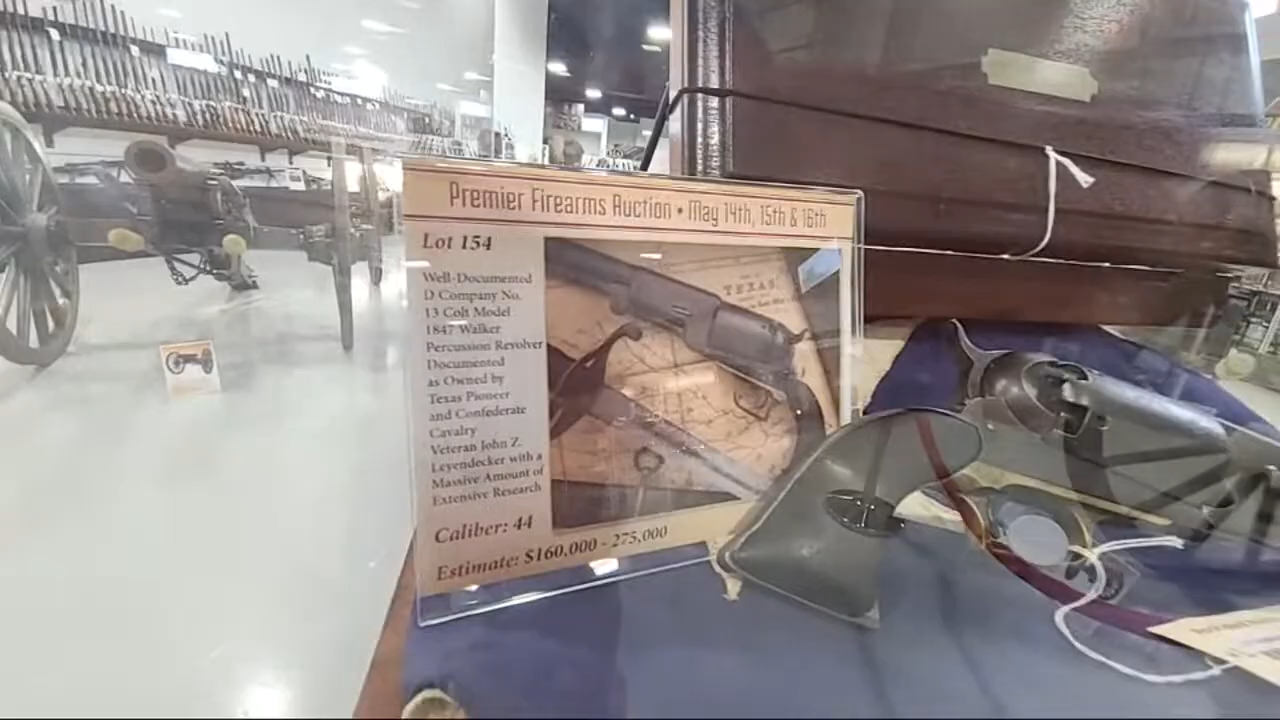 Premier Firearms Auction • May 14th, 15th & 16th
Lot 154
Well-Documented
D Company No.
13 Colt Model
1847 Walker
Percussion Revolver
Documented
as Owned by
Texas Pioneer
and Confederate
Cavalry
Veteran John Z.
Leyendecker with a
Massive Amount of
Extensive Research
TEXAS
Caliber: 44
Estimate: $160,000 - 275,000